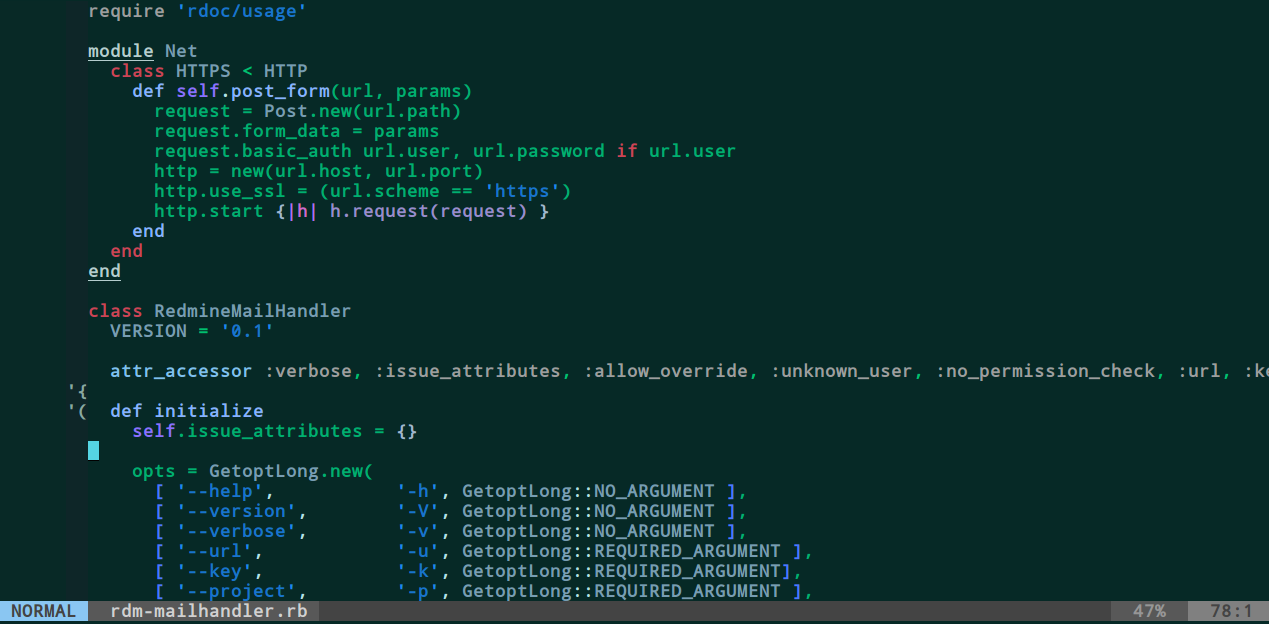 require 'rdoc/usage'

module Net
  class HTTPS < HTTP
    def self.post_form(url, params)
      request = Post.new(url.path)
      request.form_data = params
      request.basic_auth url.user, url.password if url.user
      http = new(url.host, url.port)
      http.use_ssl = (url.scheme == 'https')
      http.start {|h| h.request(request) }
    end
  end
end

class RedmineMailHandler
  VERSION = '0.1'

  attr_accessor :verbose, :issue_attributes, :allow_override, :unknown_user, :no_permission_check, :url, :ke
'{
'(  def initialize
    self.issue_attributes = {}

    opts = GetoptLong.new(
      [ '--help',           '-h', GetoptLong::NO_ARGUMENT ],
      [ '--version',        '-V', GetoptLong::NO_ARGUMENT ],
      [ '--verbose',        '-v', GetoptLong::NO_ARGUMENT ],
      [ '--url',            '-u', GetoptLong::REQUIRED_ARGUMENT ],
      [ '--key',            '-k', GetoptLong::REQUIRED_ARGUMENT],
      [ '--project',        '-p', GetoptLong::REQUIRED_ARGUMENT ],
NORMAL  rdm-mailhandler.rb  47%  78:1